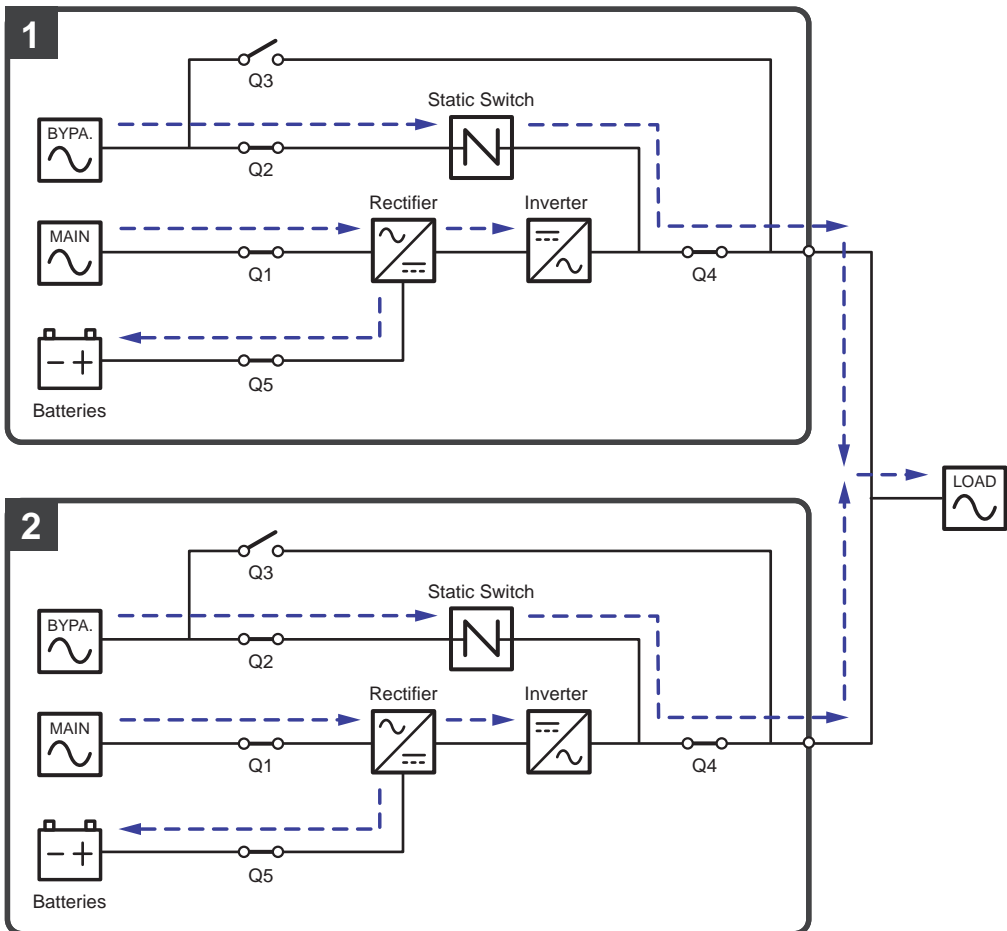 1
Q3
Static Switch
BYPA.
Q2
Rectifier
Inverter
MAIN
Q1
Q4
Q5
Batteries
LOAD
2
Q3
Static Switch
BYPA.
Q2
Rectifier
Inverter
MAIN
Q1
Q4
Q5
Batteries